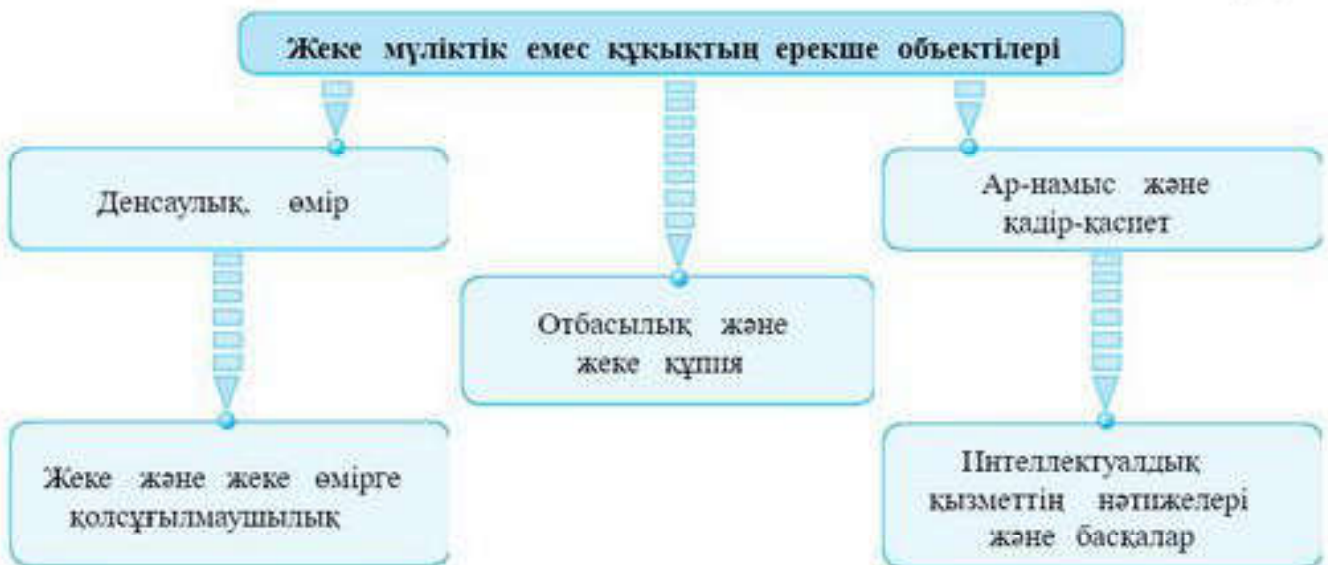 Жеке мүліктік емес құқықтың ерекше объектілері
Денсаулық, өмір
Ар-намыс және
қадір-қасиет
Отбасылық және
жеке құпия
Жеке және жеке өмірге
қолсұғылмаушылық
Интеллектуалдық
қызметтің нәтижелері
және басқалар